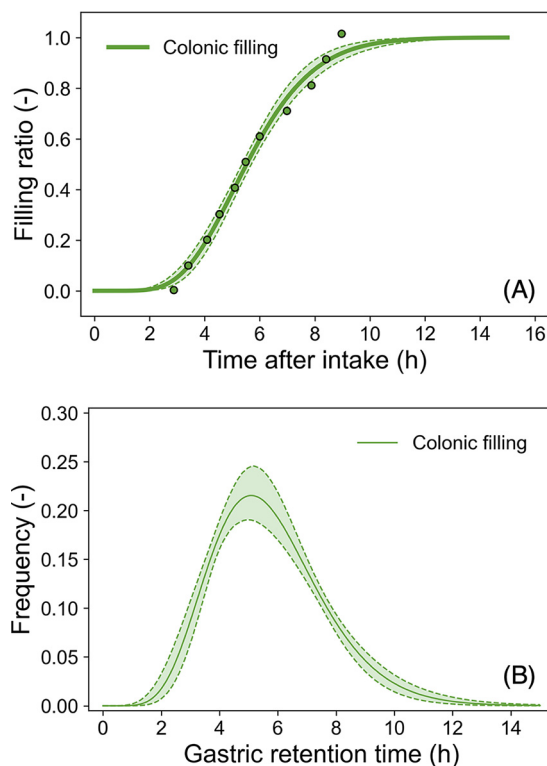 Colonic filling
1.0
0.8
0.6
0.4
0.2
0.0
Filling ratio (-)
(A)
0 2 4 6 8 10 12 14 16
Time after intake (h)
0.30
0.25
0.20
0.15
0.10
0.05
0.00
Frequency (-)
Colonic filling
(B)
0 2 4 6 8 10 12 14
Gastric retention time (h)